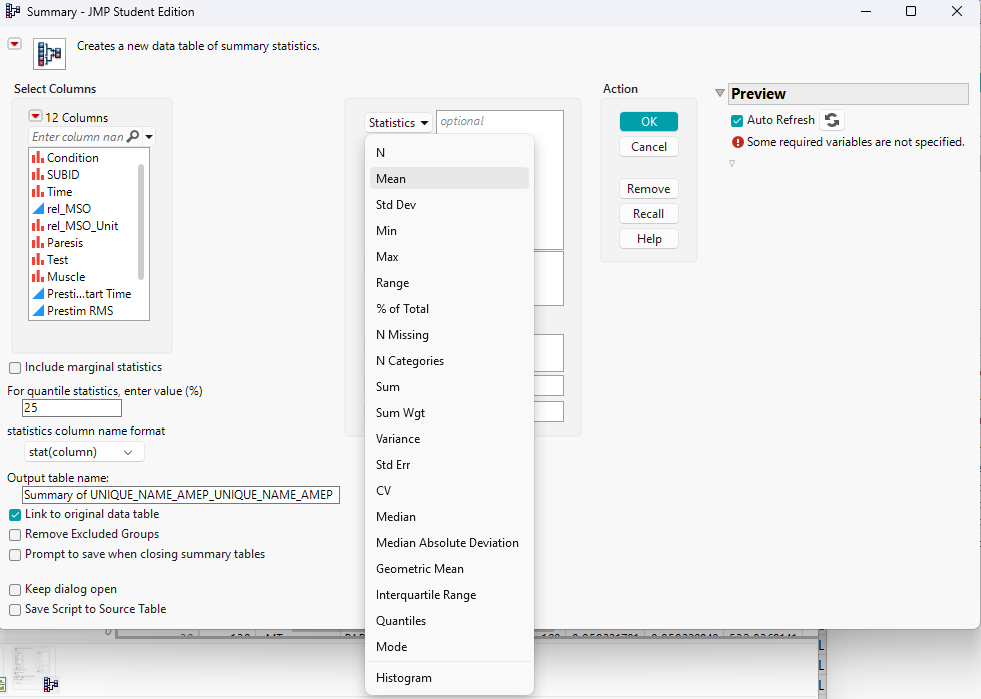 Summary - JMP Student Edition
Creates a new data table of summary statistics.
Select Columns
12 Columns
Enter column nan
Condition
SUBID
Time
rel_MSO
rel_MSO_Unit
Paresis
Test
Muscle
Presti...tart Time
Prestim RMS
Include marginal statistics
For quantile statistics, enter value (%)
25
statistics column name format
stat(column)
Output table name:
Summary of UNIQUE_NAME_AMEP_UNIQUE_NAME_AMEP
Link to original data table
Remove Excluded Groups
Prompt to save when closing summary tables
Keep dialog open
Save Script to Source Table
Statistics
optional
N
Mean
Std Dev
Min
Max
Range
% of Total
N Missing
N Categories
Sum
Sum Wgt
Variance
Std Err
CV
Median
Median Absolute Deviation
Geometric Mean
Interquartile Range
Quantiles
Mode
Histogram
Action
OK
Cancel
Remove
Recall
Help
Preview
Auto Refresh
Some required variables are not specified.